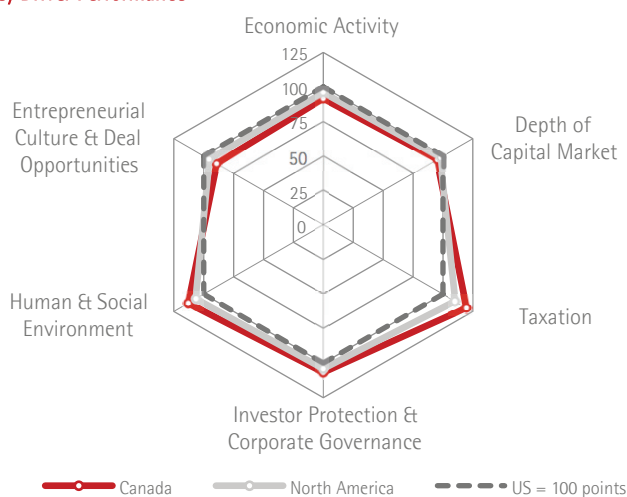 Economic Activity
125
100
75
50
25
0
Entrepreneurial
Culture & Deal
Opportunities
Depth of
Capital Market
Human & Social
Environment
Taxation
Investor Protection &
Corporate Governance
Canada
North America
US = 100 points